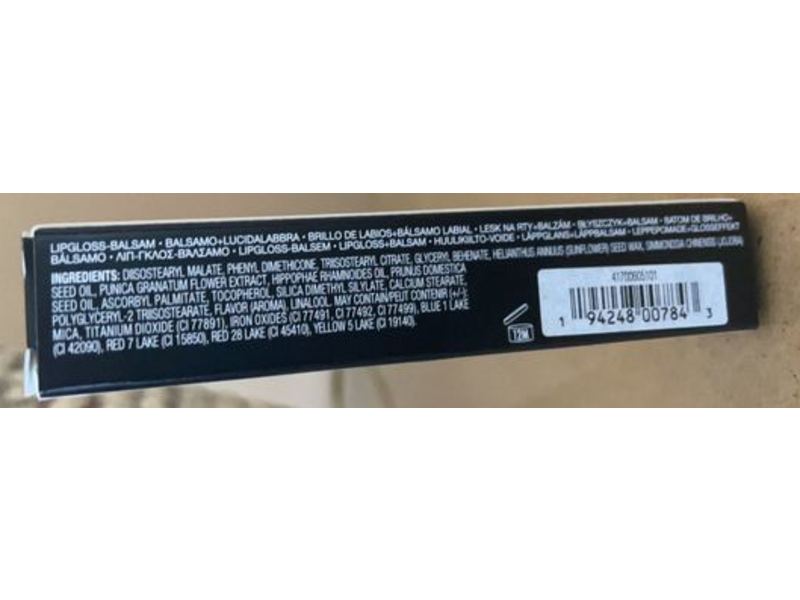 LIPGLOSS-BALSAM • BALSAMO+LUCIDALABBRA • BRILLO DE LABIOS+BÁLSAMO LABIAL • LESK NA RTY+BALZÁM • BŁYSZCZYK+BALSAM • BATOM DE BRILHO+
BÁLSAMO • ΛΙΠ-ΓΚΛΟΣ-ΒΑΛΣΑΜΟ • LIPGLOSS-BALSEM • LIPGLOSS+BALSAM • HUULIKIILTO-VOIDE • LÄPPGLANS+LÄPPBALSAM • LEPPEPOMADE+GLOSSEFFEKT
INGREDIENTS: DIISOSTEARYL MALATE, PHENYL DIMETHICONE, TRIISOSTEARYL CITRATE, GLYCERYL BEHENATE, HELIANTHUS ANNUUS (SUNFLOWER) SEED WAX, SIMMONDSIA CHINENSIS (JOJOBA)
SEED OIL, PUNICA GRANATUM FLOWER EXTRACT, HIPPOPHAE RHAMNOIDES OIL, PRUNUS DOMESTICA
SEED OIL, ASCORBYL PALMITATE, TOCOPHEROL, SILICA DIMETHYL SILYLATE, CALCIUM STEARATE,
POLYGLYCERYL-2 TRIISOSTEARATE, FLAVOR (AROMA), LINALOOL. MAY CONTAIN/PEUT CONTENIR (+/-):
MICA, TITANIUM DIOXIDE (CI 77891), IRON OXIDES (CI 77491, CI 77492, CI 77499), BLUE 1 LAKE
(CI 42090), RED 7 LAKE (CI 15850), RED 28 LAKE (CI 45410), YELLOW 5 LAKE (CI 19140).
12M
41700605101
1 94248 00784 3